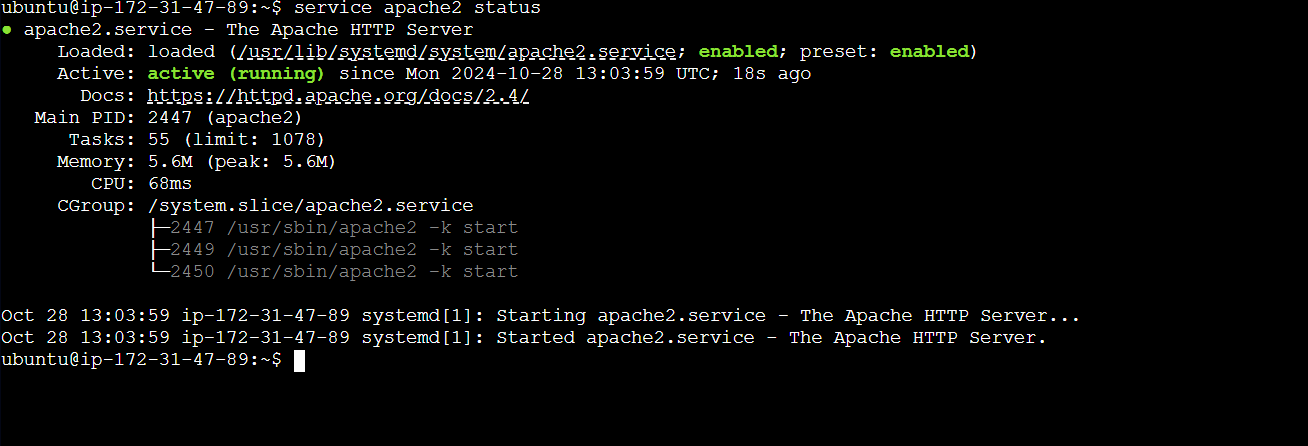 ubuntu@ip-172-31-47-89:~$ service apache2 status
● apache2.service - The Apache HTTP Server
     Loaded: loaded (/usr/lib/systemd/system/apache2.service; enabled; preset: enabled)
     Active: active (running) since Mon 2024-10-28 13:03:59 UTC; 18s ago
       Docs: https://httpd.apache.org/docs/2.4/
   Main PID: 2447 (apache2)
      Tasks: 55 (limit: 1078)
     Memory: 5.6M (peak: 5.6M)
        CPU: 68ms
     CGroup: /system.slice/apache2.service
             ├─2447 /usr/sbin/apache2 -k start
             ├─2449 /usr/sbin/apache2 -k start
             └─2450 /usr/sbin/apache2 -k start

Oct 28 13:03:59 ip-172-31-47-89 systemd[1]: Starting apache2.service - The Apache HTTP Server...
Oct 28 13:03:59 ip-172-31-47-89 systemd[1]: Started apache2.service - The Apache HTTP Server.
ubuntu@ip-172-31-47-89:~$